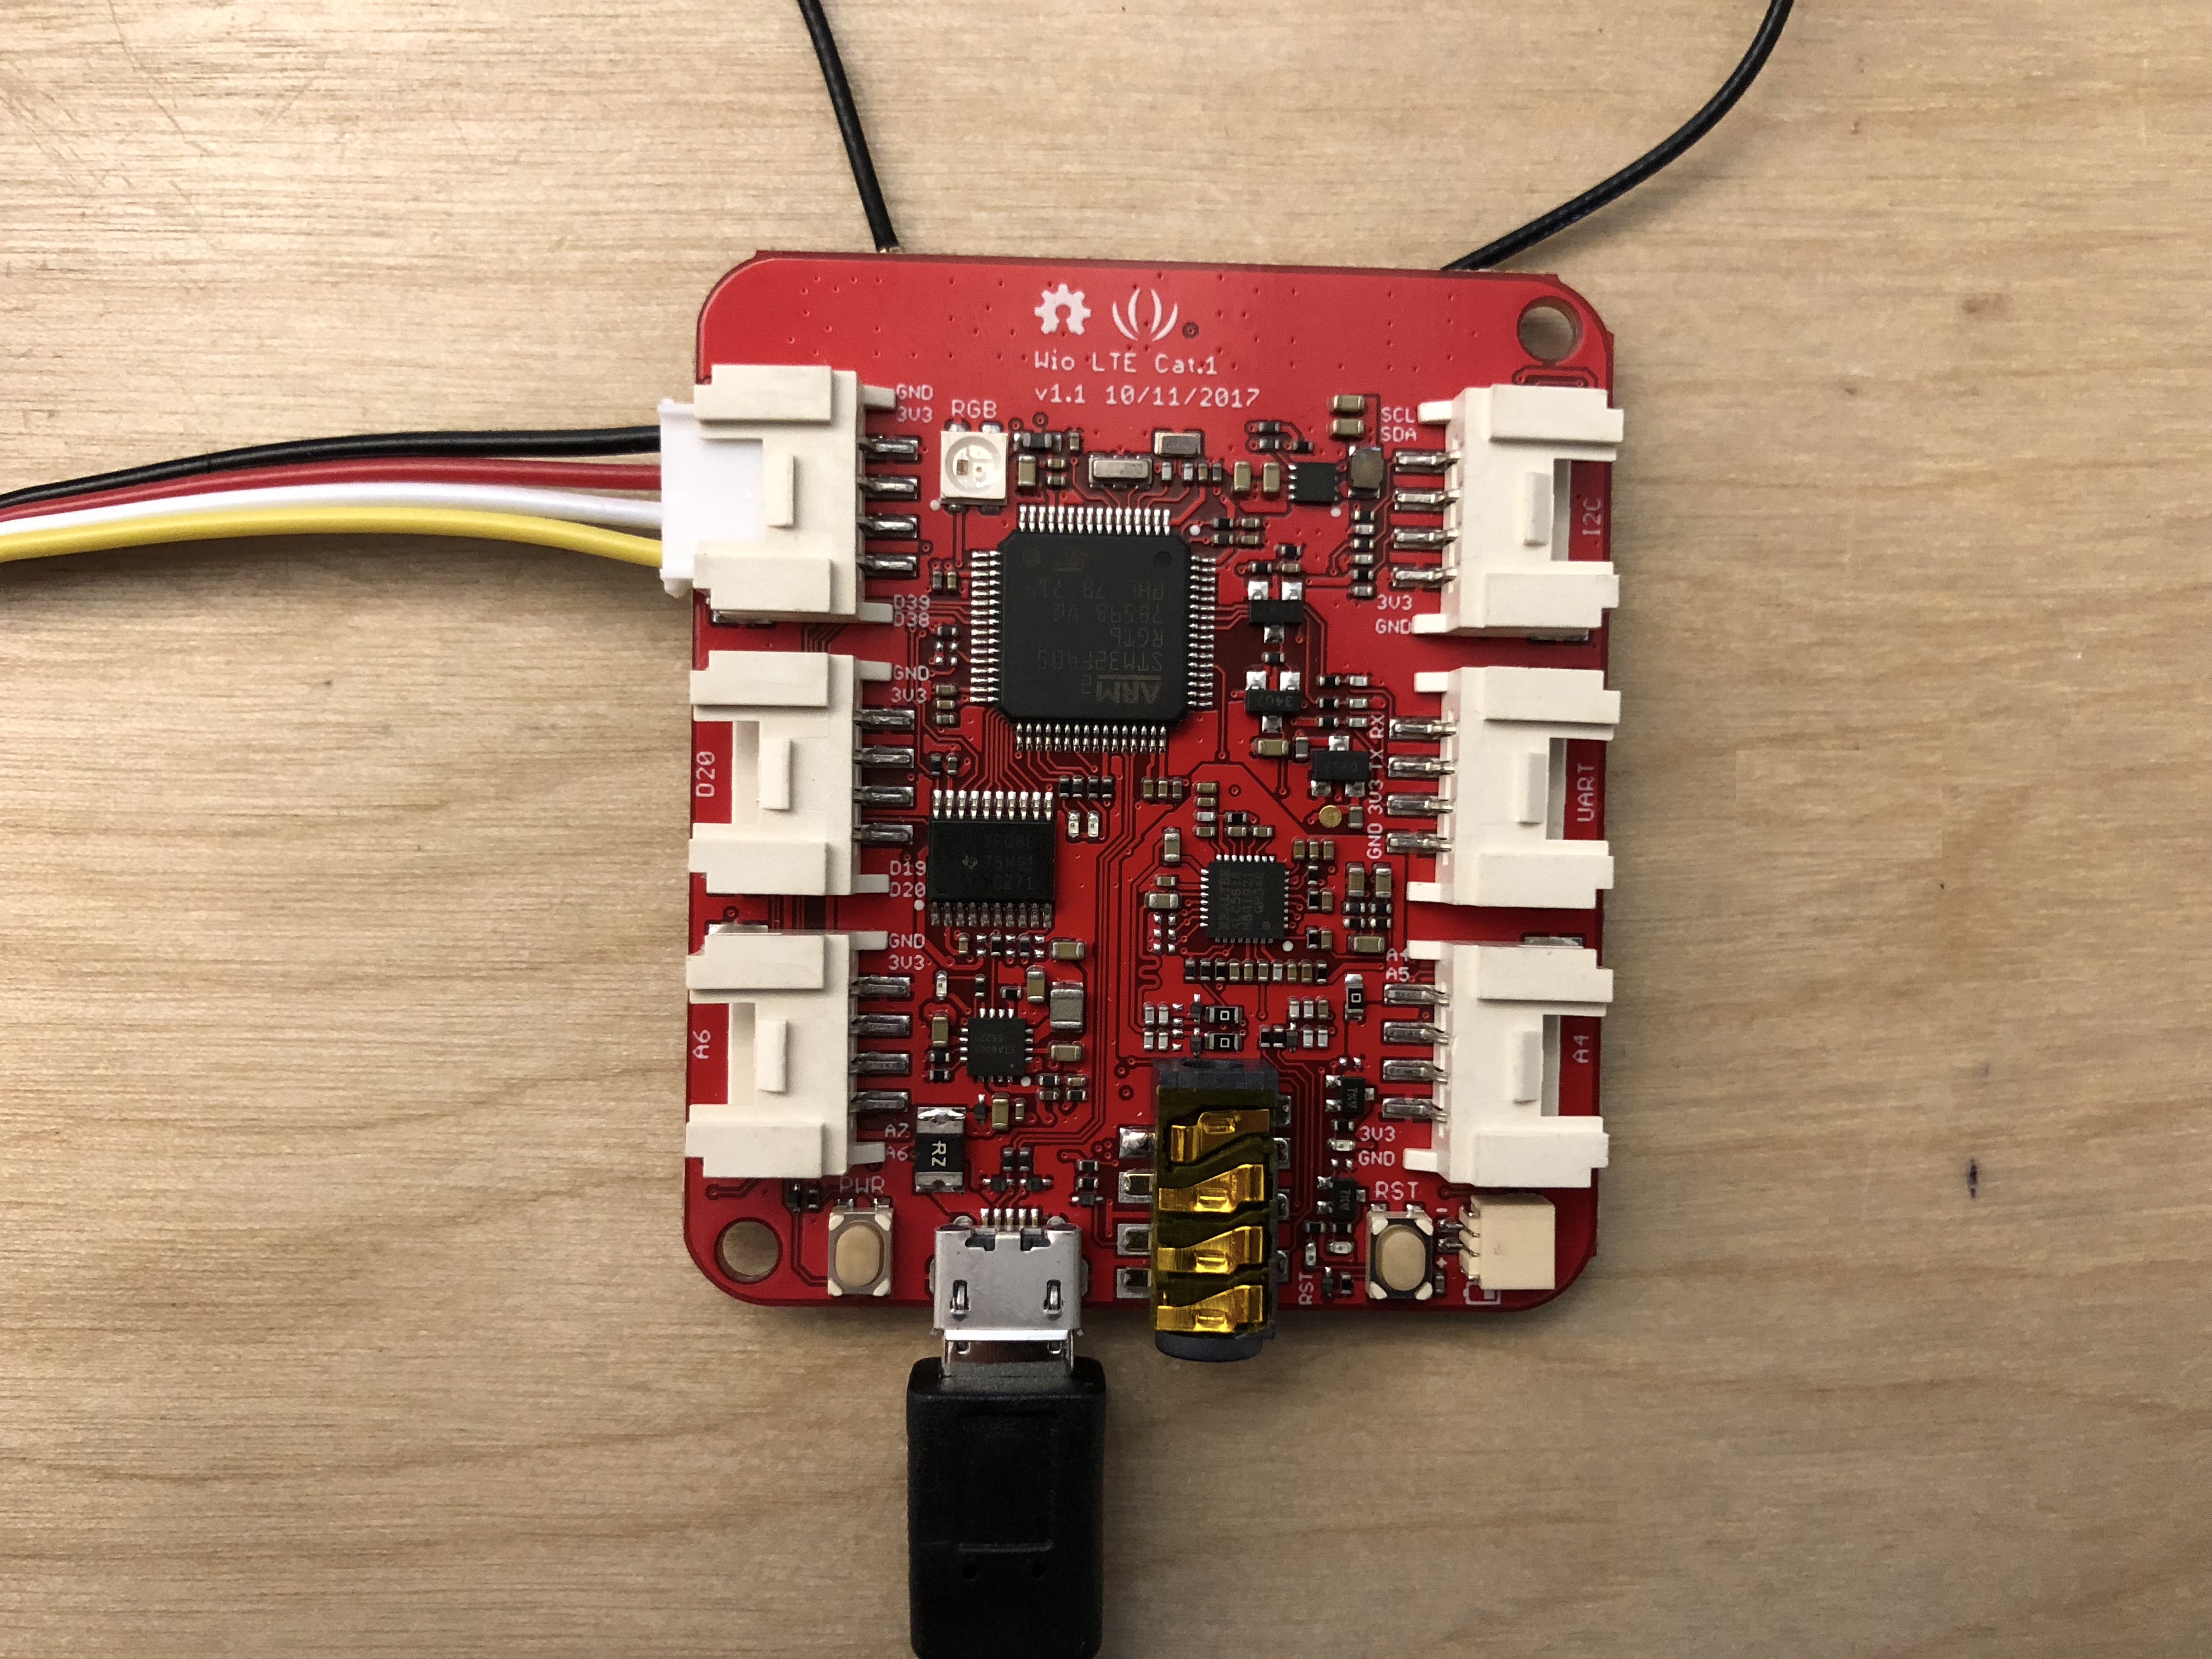 Wio LTE Cat.1
v1.1 10/11/2017
GND
3V3
RGB
SCL
SDA
I2C
D39
D38
3V3
GND
ARM
STM32F405
RGT6
GND
3V3
D20
D19
D20
RX
TX
3V3
GND
UART
GND
3V3
A6
A7
A6
A5
A4
3V3
GND
RZ
PWR
RST
RST